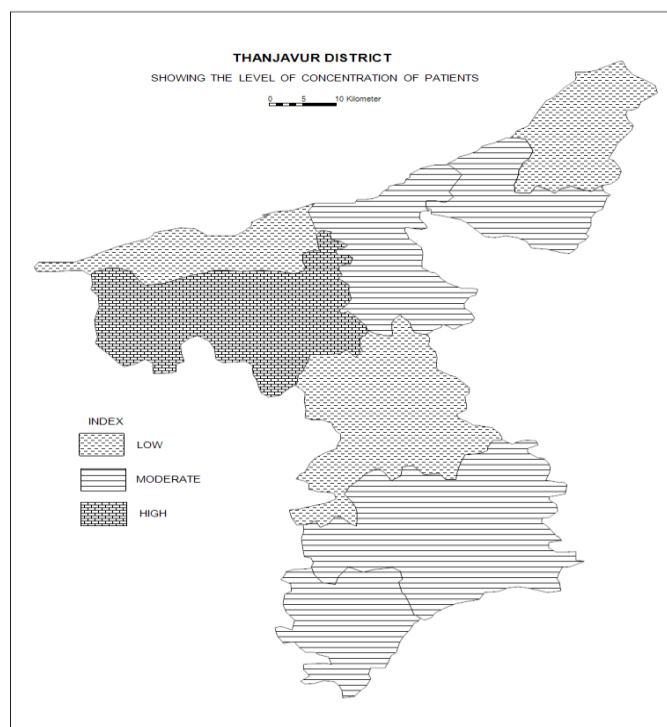 THANJAVUR DISTRICT
SHOWING THE LEVEL OF CONCENTRATION OF PATIENTS
0 5 10 Kilometer
INDEX
LOW
MODERATE
HIGH